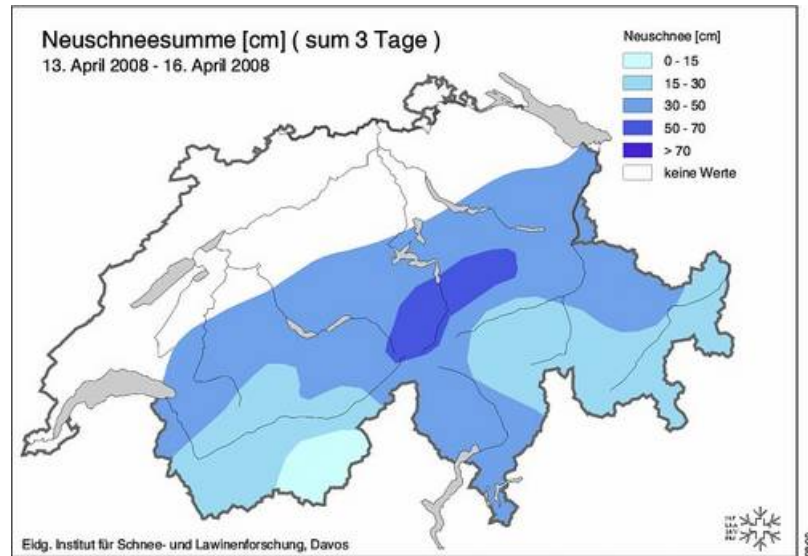 Neuschneesumme [cm] ( sum 3 Tage )
13. April 2008 - 16. April 2008
Neuschnee [cm]
0 - 15
15 - 30
30 - 50
50 - 70
> 70
keine Werte
Eidg. Institut für Schnee- und Lawinenforschung, Davos